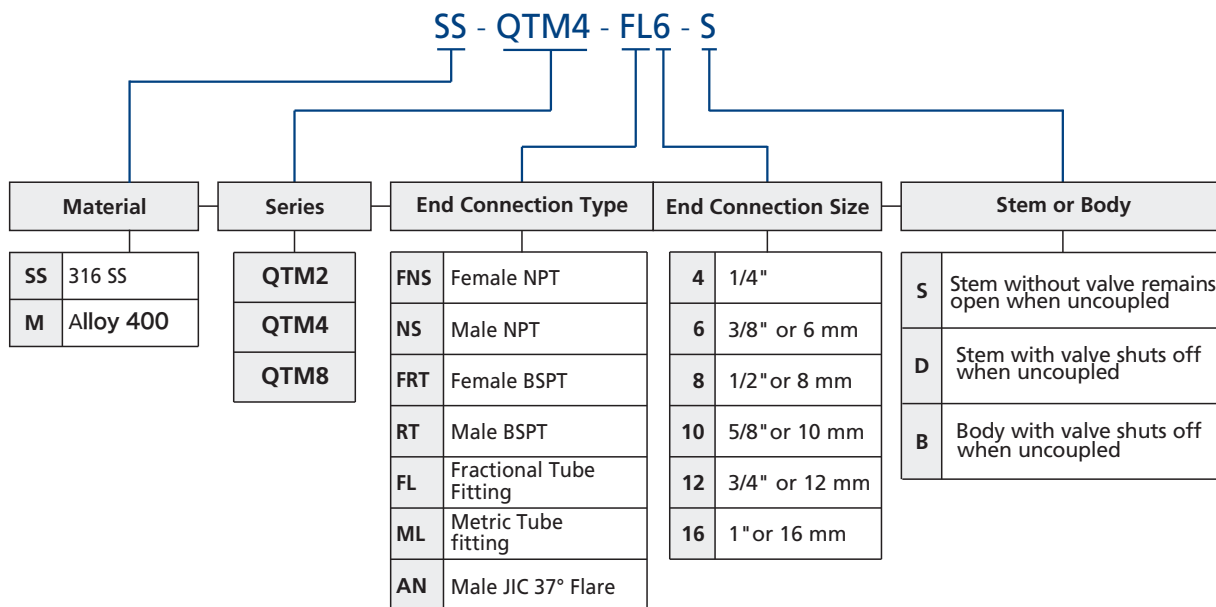 SS - QTM4 - FL6 - S
Material
Series
End Connection Type
End Connection Size
Stem or Body
SS 316 SS
M Alloy 400
QTM2
QTM4
QTM8
FNS Female NPT
NS Male NPT
FRT Female BSPT
RT Male BSPT
FL Fractional Tube
Fitting
ML Metric Tube
fitting
AN Male JIC 37° Flare
4 1/4"
6 3/8" or 6 mm
8 1/2"or 8 mm
10 5/8"or 10 mm
12 3/4" or 12 mm
16 1"or 16 mm
S Stem without valve remains
open when uncoupled
D Stem with valve shuts off
when uncoupled
B Body with valve shuts off
when uncoupled